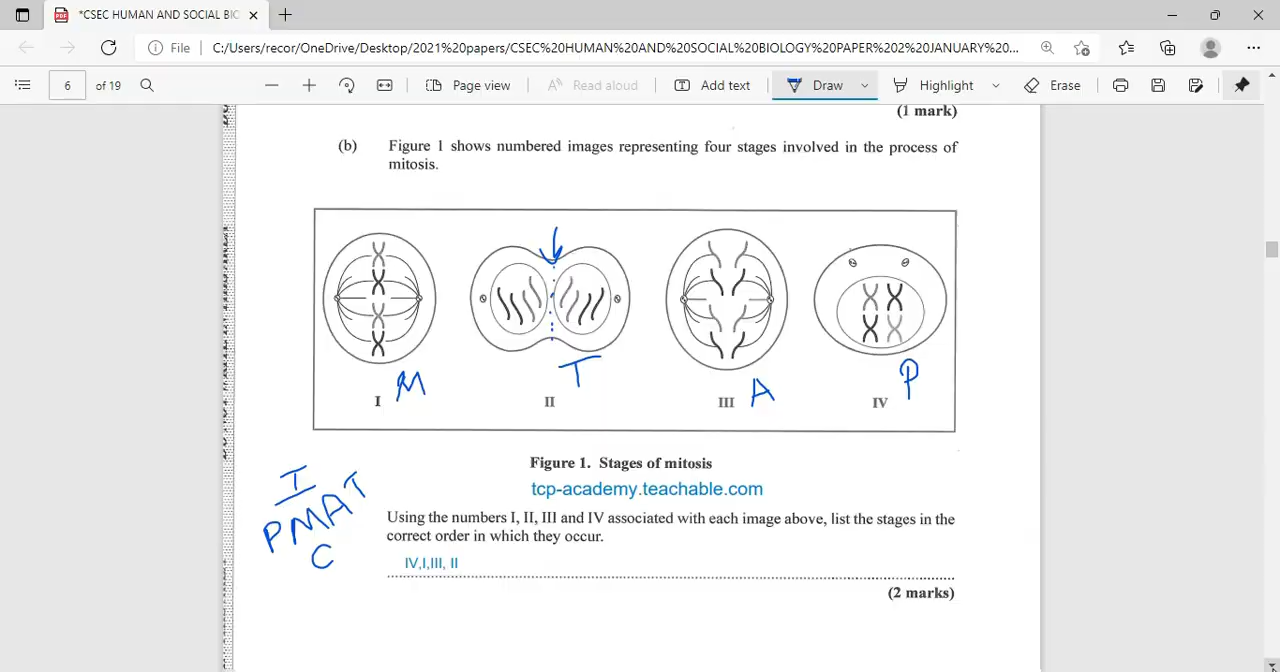 *CSEC HUMAN AND SOCIAL BIO
File
C:/Users/recor/OneDrive/Desktop/2021%20papers/CSEC%20HUMAN%20AND%20SOCIAL%20BIOLOGY%20PAPER%202%20JANUARY%20...
6 of 19
Page view
Read aloud
Add text
Draw
Highlight
Erase
(1 mark)
(b) Figure 1 shows numbered images representing four stages involved in the process of
mitosis.
M T A P
I II III IV
Figure 1. Stages of mitosis
tcp-academy.teachable.com
I
PMAT
C
Using the numbers I, II, III and IV associated with each image above, list the stages in the
correct order in which they occur.
IV,I,III, II
(2 marks)